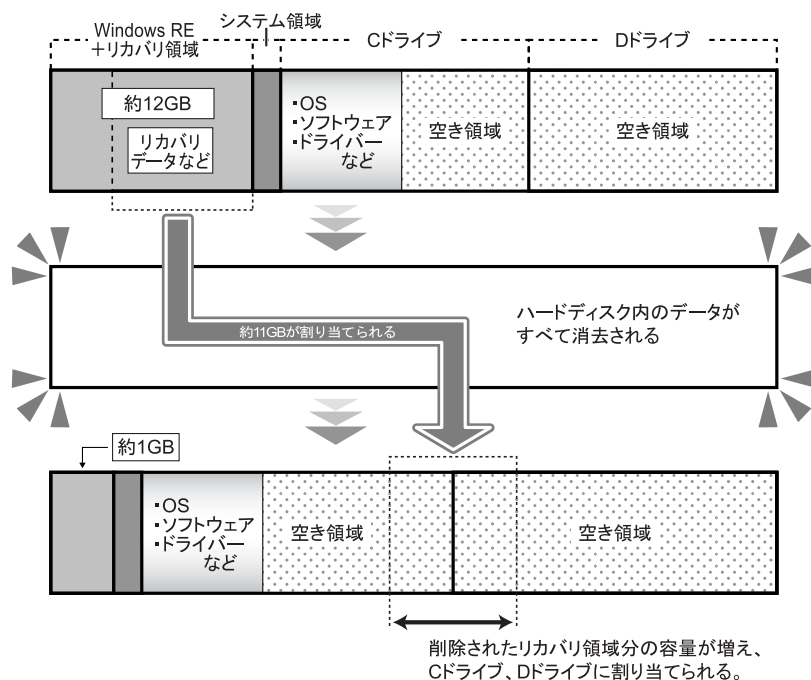 Windows RE
＋リカバリ領域
システム領域
Cドライブ
Dドライブ
約12GB
リカバリ
データなど
・OS
・ソフトウェア
・ドライバー
など
空き領域
空き領域
ハードディスク内のデータが
すべて消去される
約11GBが割り当てられる
約1GB
・OS
・ソフトウェア
・ドライバー
など
空き領域
空き領域
削除されたリカバリ領域分の容量が増え、
Cドライブ、Dドライブに割り当てられる。